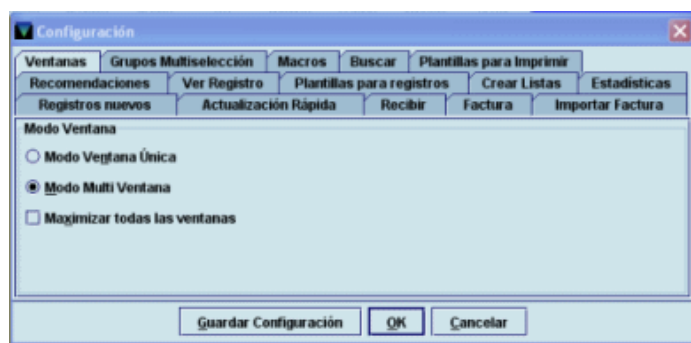 Configuración
Ventanas Grupos Multiselección Macros Buscar Plantillas para Imprimir
Recomendaciones Ver Registro Plantillas para registros Crear Listas Estadísticas
Registros nuevos Actualización Rápida Recibir Factura Importar Factura
Modo Ventana
Modo Ventana Única
Modo Multi Ventana
Maximizar todas las ventanas
Guardar Configuración OK Cancelar